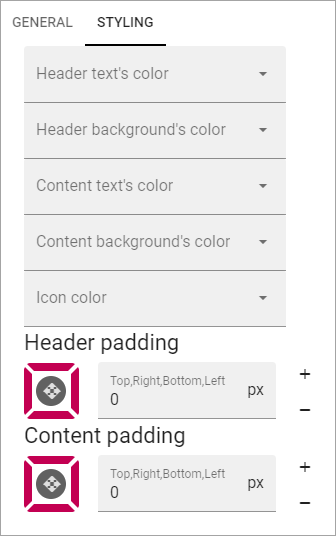 GENERAL STYLING
Header text's color
Header background's color
Content text's color
Content background's color
Icon color
Header padding
Top,Right,Bottom,Left
0 px
+
−
Content padding
Top,Right,Bottom,Left
0 px
+
−